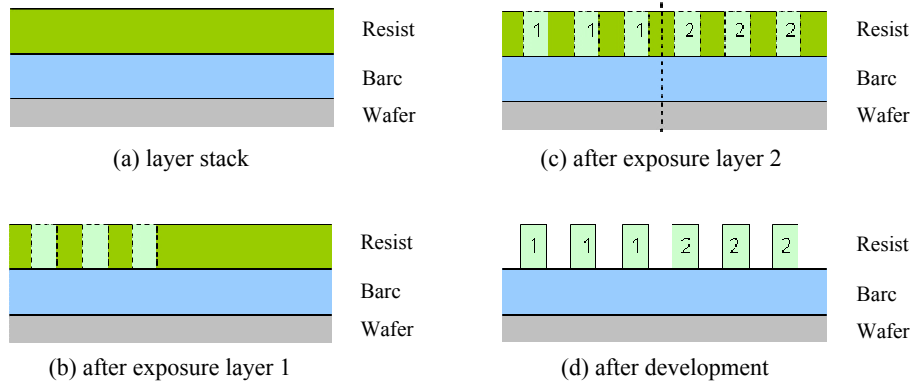 Resist
Barc
Wafer
(a) layer stack
1 1 1 2 2 2
Resist
Barc
Wafer
(c) after exposure layer 2
Resist
Barc
Wafer
(b) after exposure layer 1
1 1 1 2 2 2
Resist
Barc
Wafer
(d) after development